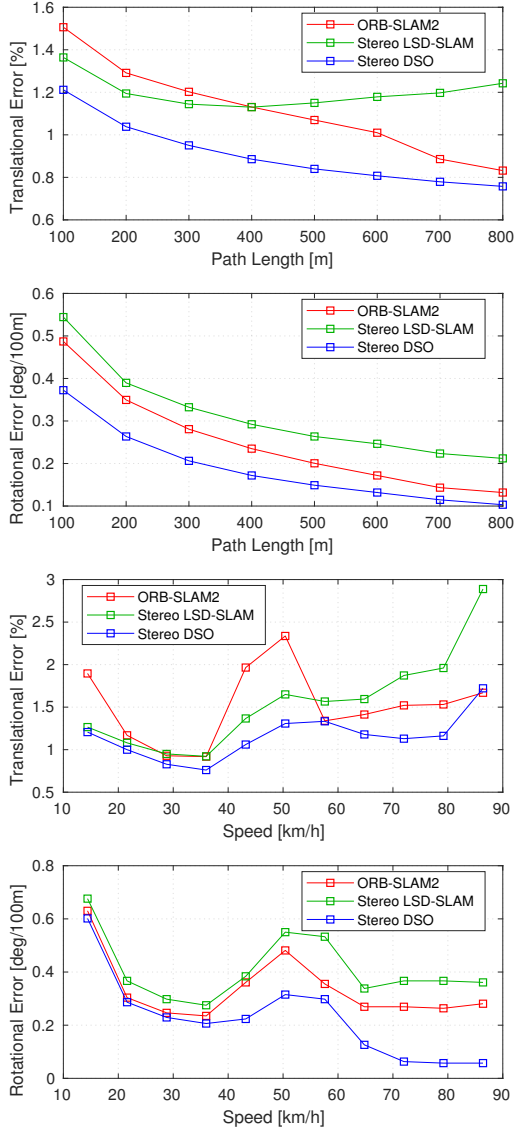 1.6
1.4
1.2
1
0.8
0.6
Translational Error [%]
ORB-SLAM2
Stereo LSD-SLAM
Stereo DSO
100 200 300 400 500 600 700 800
Path Length [m]
0.6
0.5
0.4
0.3
0.2
0.1
Rotational Error [deg/100m]
ORB-SLAM2
Stereo LSD-SLAM
Stereo DSO
100 200 300 400 500 600 700 800
Path Length [m]
3
2.5
2
1.5
1
0.5
Translational Error [%]
ORB-SLAM2
Stereo LSD-SLAM
Stereo DSO
10 20 30 40 50 60 70 80 90
Speed [km/h]
0.8
0.6
0.4
0.2
0
Rotational Error [deg/100m]
ORB-SLAM2
Stereo LSD-SLAM
Stereo DSO
10 20 30 40 50 60 70 80 90
Speed [km/h]